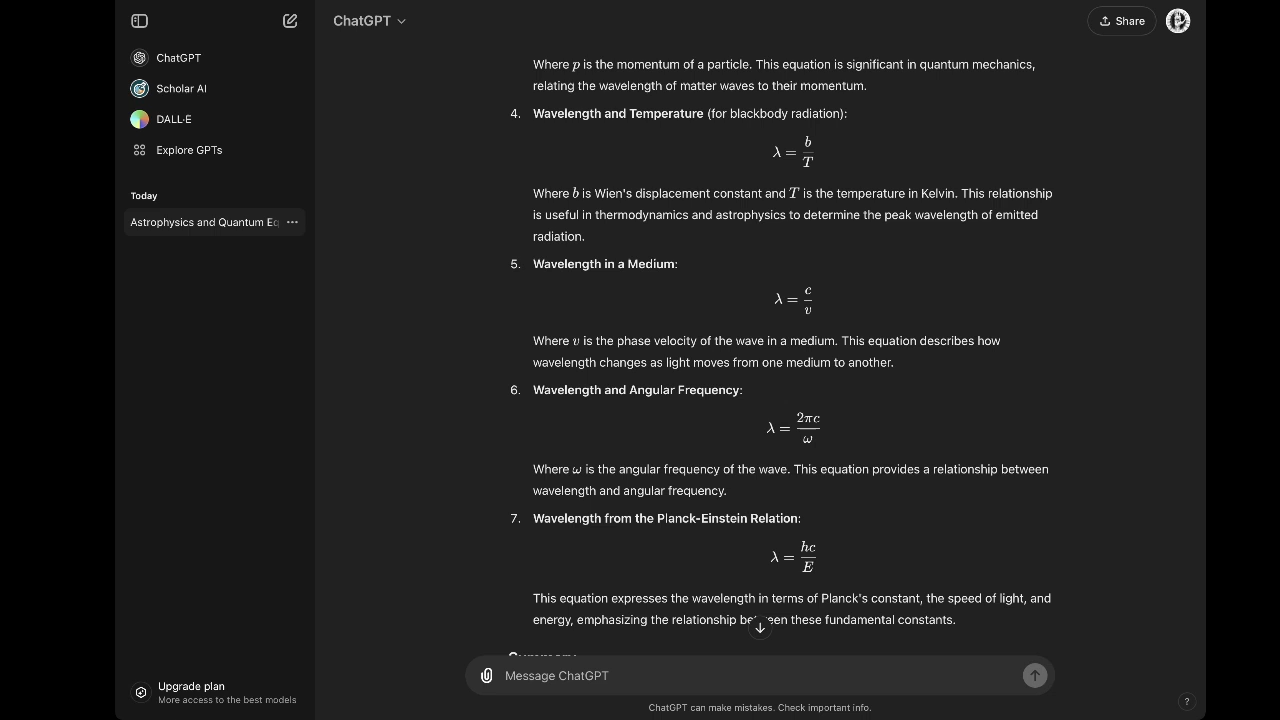 ChatGPT
Share
ChatGPT
Scholar AI
DALL·E
Explore GPTs
Today
Astrophysics and Quantum Eq
Upgrade plan
More access to the best models
Where p is the momentum of a particle. This equation is significant in quantum mechanics,
relating the wavelength of matter waves to their momentum.
4. Wavelength and Temperature (for blackbody radiation):
λ = b/T
Where b is Wien's displacement constant and T is the temperature in Kelvin. This relationship
is useful in thermodynamics and astrophysics to determine the peak wavelength of emitted
radiation.
5. Wavelength in a Medium:
λ = c/v
Where v is the phase velocity of the wave in a medium. This equation describes how
wavelength changes as light moves from one medium to another.
6. Wavelength and Angular Frequency:
λ = 2πc/ω
Where ω is the angular frequency of the wave. This equation provides a relationship between
wavelength and angular frequency.
7. Wavelength from the Planck-Einstein Relation:
λ = hc/E
This equation expresses the wavelength in terms of Planck's constant, the speed of light, and
energy, emphasizing the relationship between these fundamental constants.
Summary
Message ChatGPT
ChatGPT can make mistakes. Check important info.
?